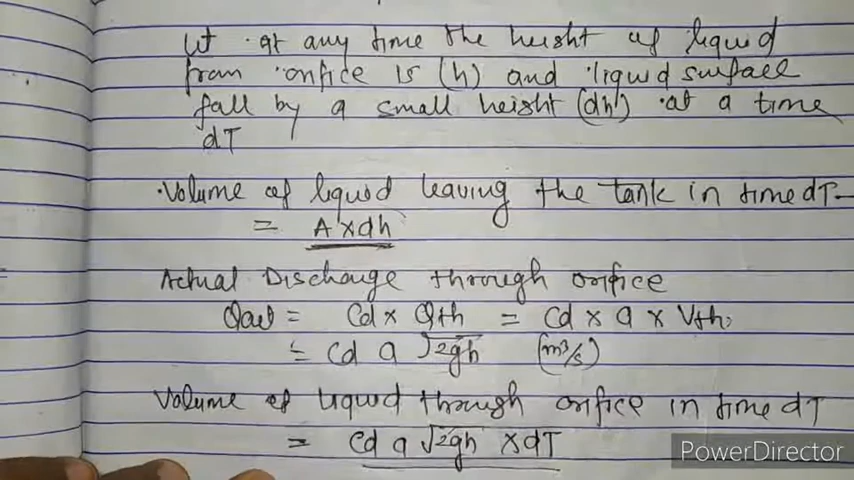 let at any time the height of liquid
from orifice is (h) and liquid surface
fall by a small height (dh) at a time
dT
Volume of liquid leaving the tank in time dT
= A x dh
Actual Discharge through orifice
Qact = Cd x Qth = Cd x a x Vth
= Cd a √2gh (m³/s)
Volume of liquid through orifice in time dT
= Cd a √2gh x dT
PowerDirector